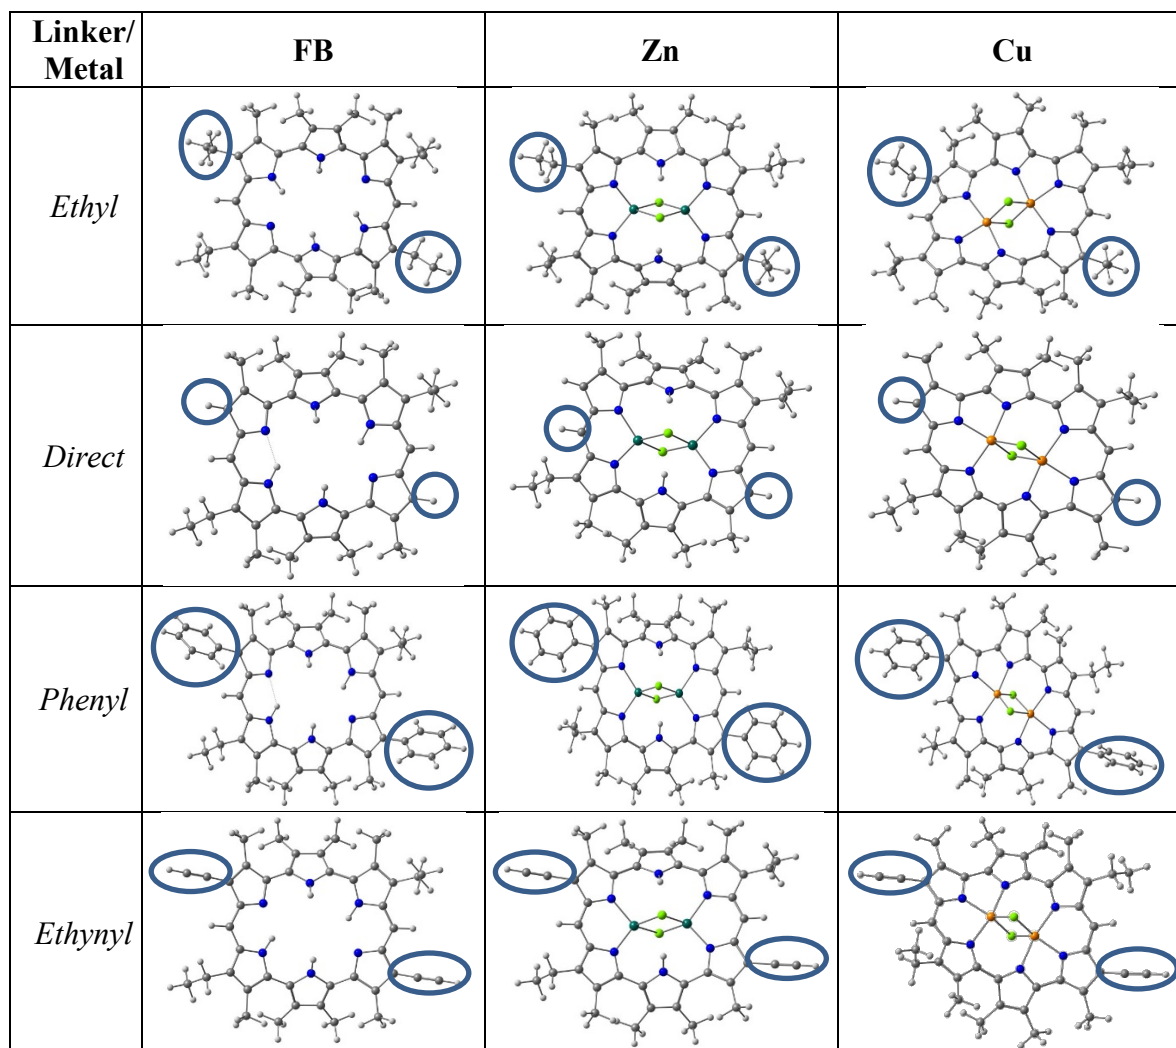 Linker/
Metal
FB
Zn
Cu
Ethyl
Direct
Phenyl
Ethynyl